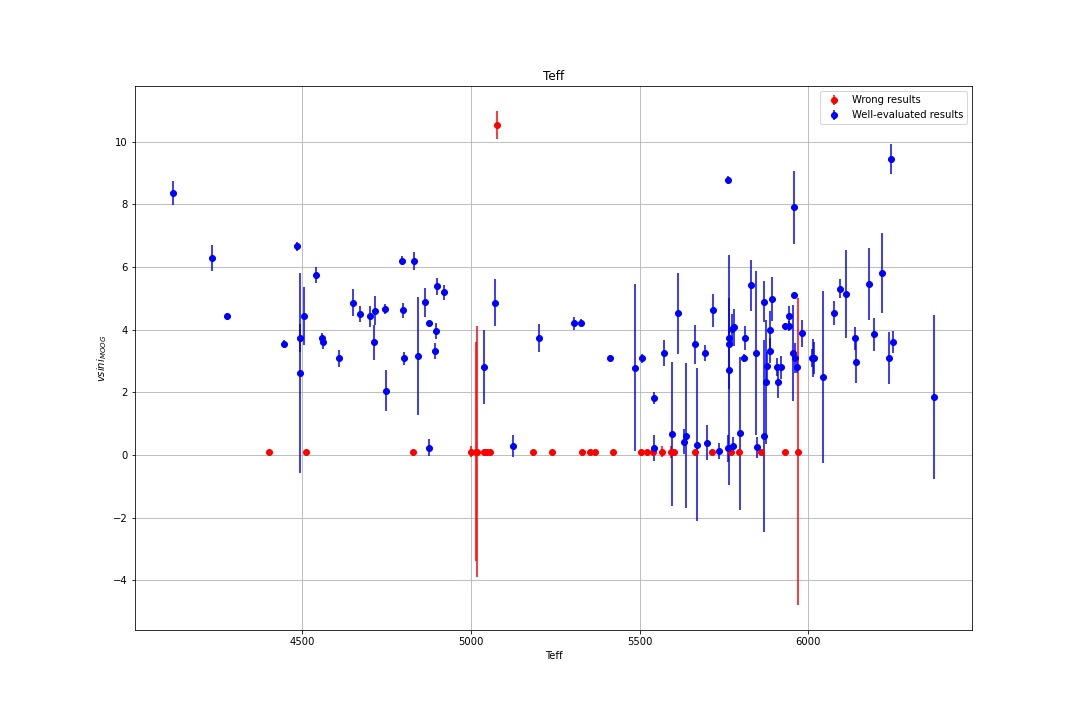 Teff
Wrong results
Well-evaluated results
10
8
6
4
2
0
−2
−4
vsini_MOOG
4500
5000
5500
6000
Teff